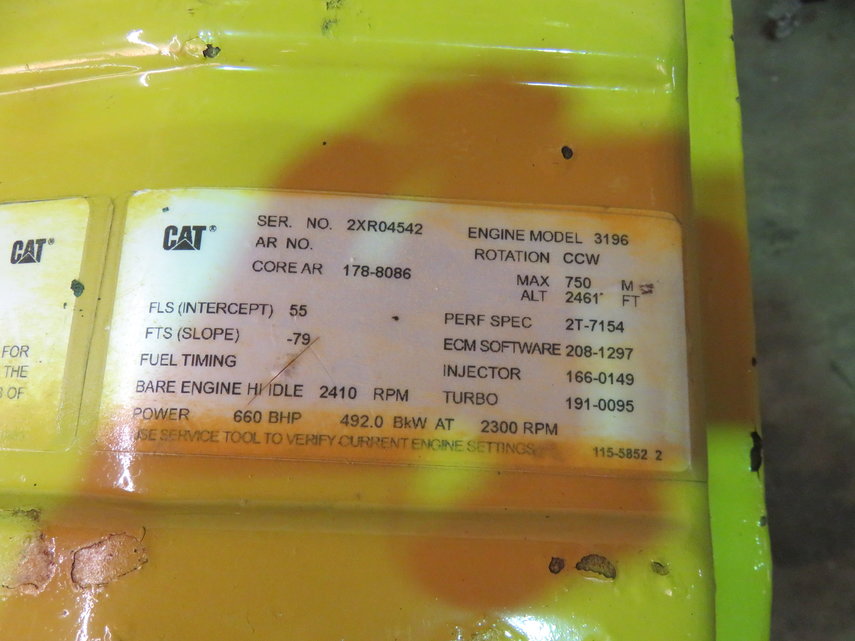 CAT®
FOR
THE
OF
CAT®
SER. NO. 2XR04542
AR NO.
CORE AR 178-8086
FLS (INTERCEPT) 55
FTS (SLOPE) -79
FUEL TIMING
BARE ENGINE HI IDLE 2410 RPM
POWER 660 BHP 492.0 BkW AT 2300 RPM
ENGINE MODEL 3196
ROTATION CCW
MAX 750 M
ALT 2461 FT
PERF SPEC 2T-7154
ECM SOFTWARE 208-1297
INJECTOR 166-0149
TURBO 191-0095
USE SERVICE TOOL TO VERIFY CURRENT ENGINE SETTINGS
115-5852 2